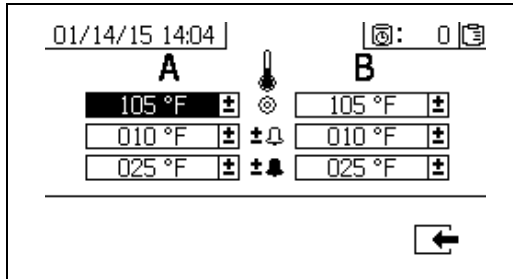 01/14/15 14:04 : 0
A B
105 °F ± 105 °F ±
010 °F ± ± 010 °F ±
025 °F ± ± 025 °F ±